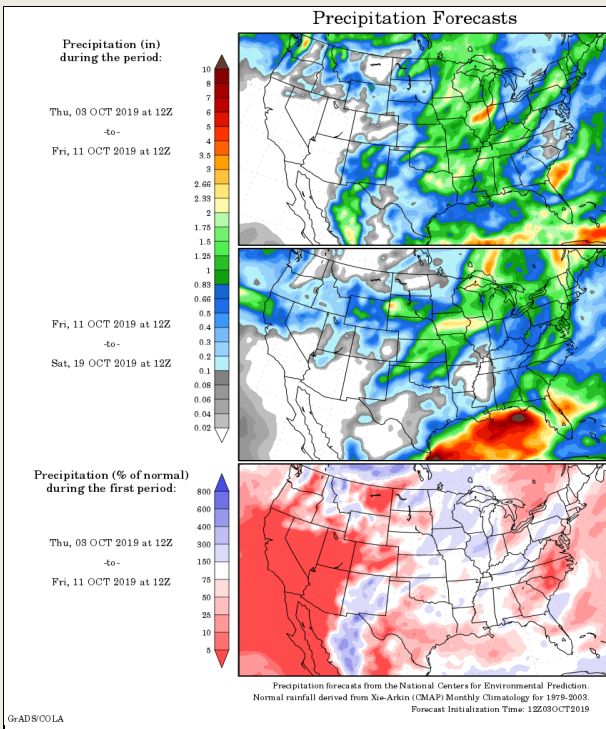 Precipitation Forecasts
Precipitation (in)
during the period:
Thu, 03 OCT 2019 at 12Z
-to-
Fri, 11 OCT 2019 at 12Z
10
8
7
6
5
4
3.5
3
2.66
2.33
2
1.75
1.5
1.25
1
0.83
0.66
0.5
0.4
0.3
0.2
0.1
0.08
0.06
0.04
0.02
Fri, 11 OCT 2019 at 12Z
-to-
Sat, 19 OCT 2019 at 12Z
Precipitation (% of normal)
during the first period:
Thu, 03 OCT 2019 at 12Z
-to-
Fri, 11 OCT 2019 at 12Z
800
600
400
300
150
75
50
25
10
5
Precipitation forecasts from the National Centers for Environmental Prediction.
Normal rainfall derived from Xie-Arkin (CMAP) Monthly Climatology for 1979-2003.
Forecast Initialization Time: 12Z03OCT2019
GrADS/COLA